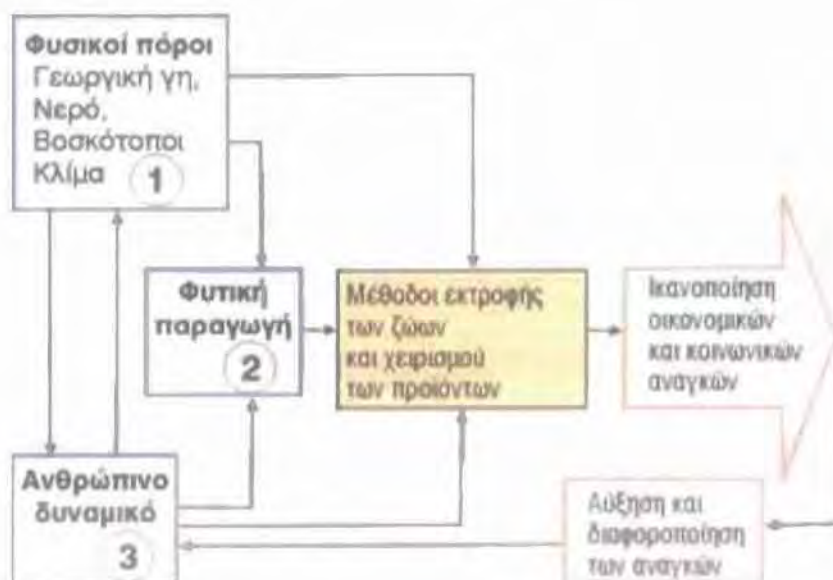 Φυσικοί πόροι
Γεωργική γη,
Νερό,
Βοσκότοποι
Κλίμα 1
Φυτική
παραγωγή
2
Μέθοδοι εκτροφής
των ζώων
και χειρισμού
των προϊόντων
Ικανοποίηση
οικονομικών
και κοινωνικών
αναγκών
Ανθρώπινο
δυναμικό
3
Αύξηση και
διαφοροποίηση
των αναγκών